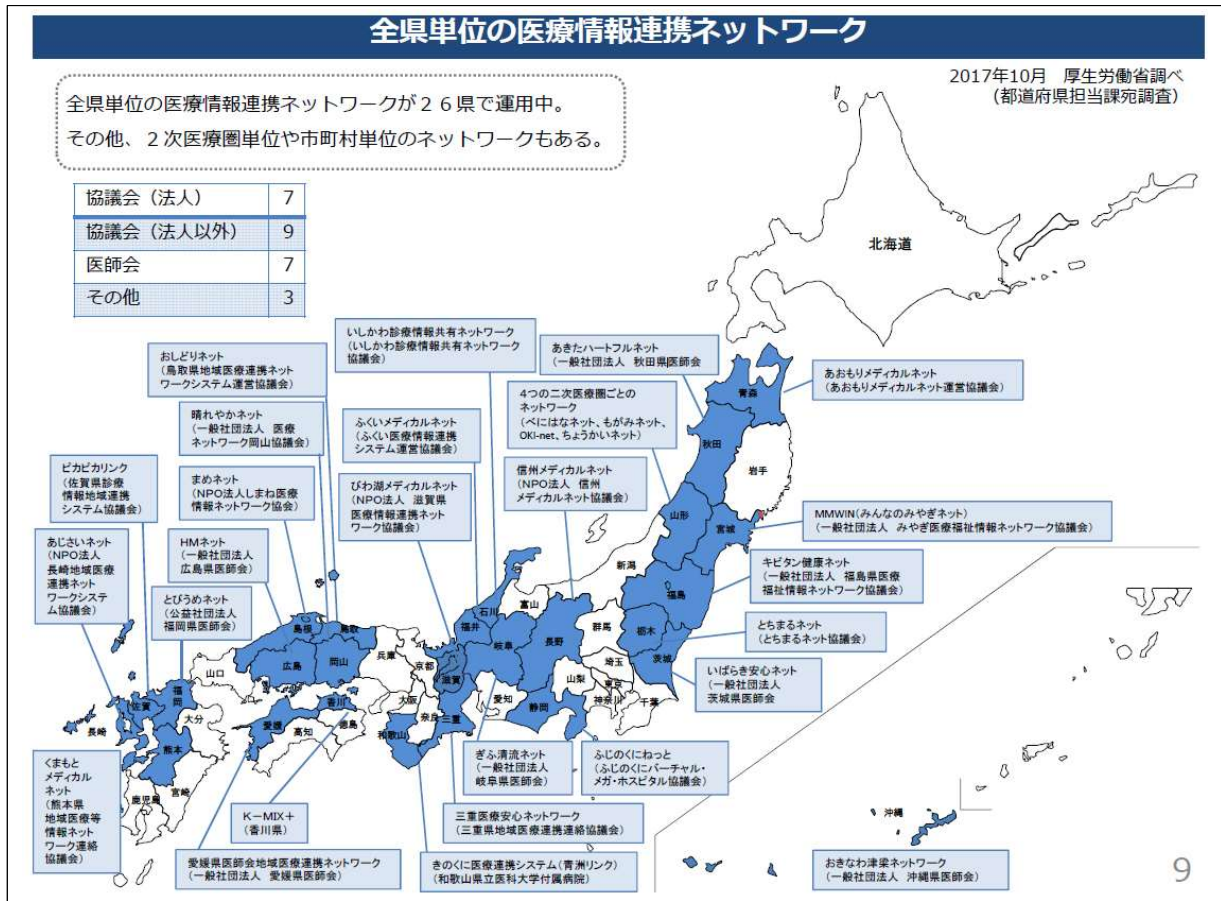 全県単位の医療情報連携ネットワーク
2017年10月　厚生労働省調べ
（都道府県担当課宛調査）
全県単位の医療情報連携ネットワークが２６県で運用中。
その他、２次医療圏単位や市町村単位のネットワークもある。
協議会（法人） 7
協議会（法人以外） 9
医師会 7
その他 3
いしかわ診療情報共有ネットワーク
（いしかわ診療情報共有ネットワーク
協議会）
あきたハートフルネット
（一般社団法人 秋田県医師会
おしどりネット
（鳥取県地域医療連携ネット
ワークシステム運営協議会）
あおもりメディカルネット
（あおもりメディカルネット運営協議会）
4つの二次医療圏ごとの
ネットワーク
（べにはなネット、もがみネット、
OKI-net、ちょうかいネット）
晴れやかネット
（一般社団法人 医療
ネットワーク岡山協議会）
ふくいメディカルネット
（ふくい医療情報連携
システム運営協議会）
ピカピカリンク
（佐賀県診療
情報地域連携
システム協議会）
まめネット
（NPO法人しまね医療
情報ネットワーク協会）
びわ湖メディカルネット
（NPO法人 滋賀県
医療情報連携ネット
ワーク協議会）
信州メディカルネット
（NPO法人 信州
メディカルネット協議会）
MMWIN（みんなのみやぎネット）
（一般社団法人 みやぎ医療福祉情報ネットワーク協議会）
あじさいネット
（NPO法人
長崎地域医療
連携ネット
ワークシステ
ム協議会）
HMネット
（一般社団法人
広島県医師会）
キビタン健康ネット
（一般社団法人 福島県医療
福祉情報ネットワーク協議会）
とびうめネット
（公益社団法人
福岡県医師会）
とちまるネット
（とちまるネット協議会）
いばらき安心ネット
（一般社団法人
茨城県医師会
くまもと
メディカル
ネット
（熊本県
地域医療等
情報ネット
ワーク連絡
協議会）
ぎふ清流ネット
（一般社団法人
岐阜県医師会）
ふじのくにねっと
（ふじのくにバーチャル・
メガ・ホスピタル協議会）
K－MIX＋
（香川県）
三重医療安心ネットワーク
（三重県地域医療連携連絡協議会）
愛媛県医師会地域医療連携ネットワーク
（一般社団法人 愛媛県医師会）
きのくに医療連携システム（青洲リンク）
（和歌山県立医科大学付属病院）
おきなわ津梁ネットワーク
（一般社団法人 沖縄県医師会）
北海道
青森
秋田
岩手
山形
宮城
新潟
福島
富山
石川
福井
岐阜
長野
群馬
栃木
茨城
埼玉
東京
山梨
神奈川
千葉
静岡
愛知
滋賀
三重
京都
兵庫
大阪
奈良
和歌山
鳥取
島根
岡山
広島
山口
香川
徳島
愛媛
高知
福岡
佐賀
長崎
大分
熊本
宮崎
鹿児島
沖縄
9